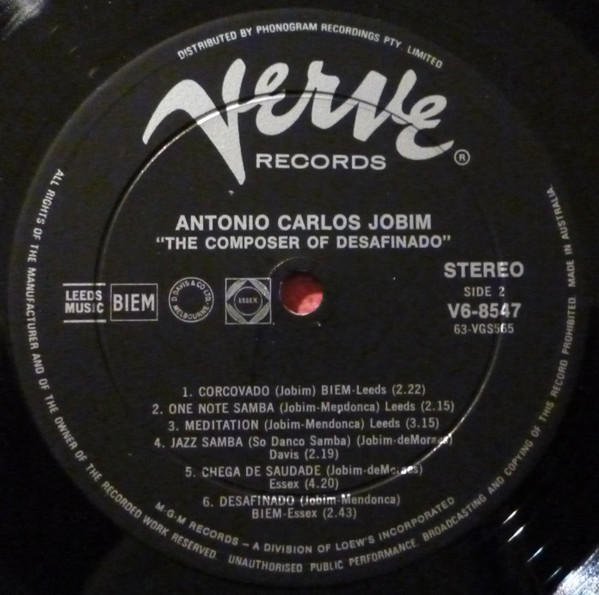 DISTRIBUTED BY PHONOGRAM RECORDINGS PTY. LIMITED
Verve
RECORDS ®
ANTONIO CARLOS JOBIM
"THE COMPOSER OF DESAFINADO"
LEEDS
MUSIC
BIEM
D. DAVIS & CO. LTD.
MELBOURNE
ESSEX
STEREO
SIDE 2
V6-8547
63-VGS565
1. CORCOVADO (Jobim) BIEM-Leeds (2.22)
2. ONE NOTE SAMBA (Jobim-Mendonca) Leeds (2.15)
3. MEDITATION (Jobim-Mendonca) Leeds (3.15)
4. JAZZ SAMBA (So Danco Samba) (Jobim-deMoraes)
Davis (2.19)
5. CHEGA DE SAUDADE (Jobim-deMoraes)
Essex (4.20)
6. DESAFINADO (Jobim-Mendonca)
BIEM-Essex (2.43)
M-G-M RECORDS – A DIVISION OF LOEW'S INCORPORATED
ALL RIGHTS OF THE MANUFACTURER AND OF THE OWNER OF THE RECORDED WORK RESERVED. UNAUTHORISED PUBLIC PERFORMANCE, BROADCASTING AND COPYING OF THIS RECORD PROHIBITED. MADE IN AUSTRALIA